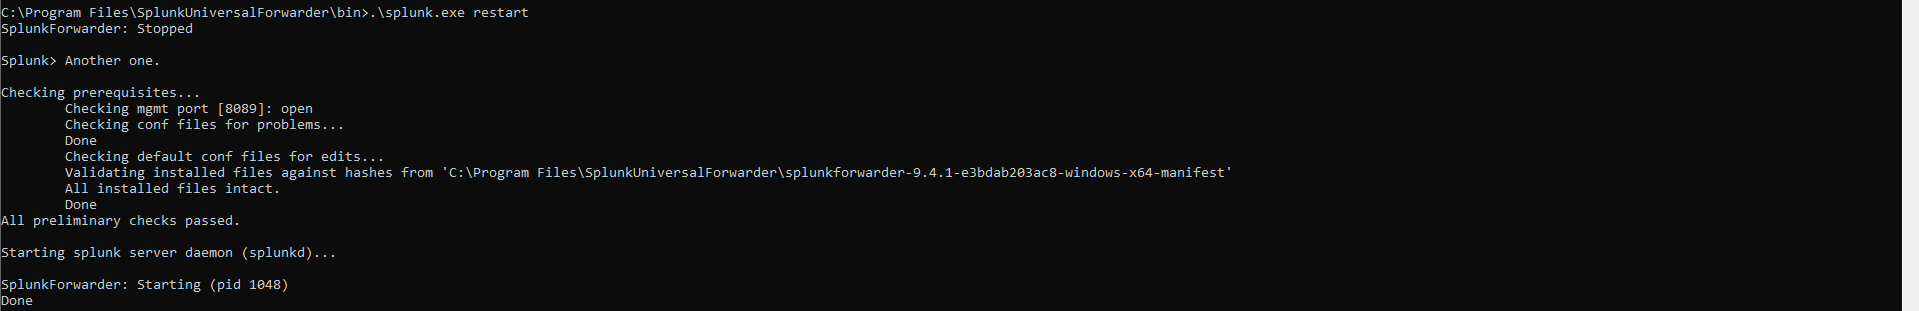 C:\Program Files\SplunkUniversalForwarder\bin>.\splunk.exe restart
SplunkForwarder: Stopped
Splunk> Another one.
Checking prerequisites...
Checking mgmt port [8089]: open
Checking conf files for problems...
Done
Checking default conf files for edits...
Validating installed files against hashes from 'C:\Program Files\SplunkUniversalForwarder\splunkforwarder-9.4.1-e3bdab203ac8-windows-x64-manifest'
All installed files intact.
Done
All preliminary checks passed.
Starting splunk server daemon (splunkd)...
SplunkForwarder: Starting (pid 1048)
Done